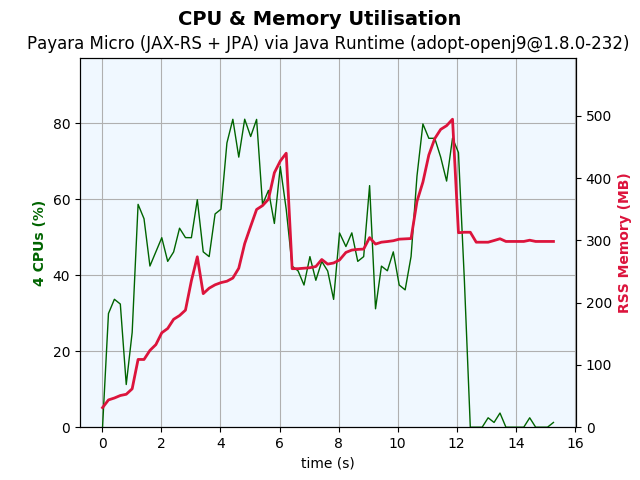 CPU & Memory Utilisation
Payara Micro (JAX-RS + JPA) via Java Runtime (adopt-openj9@1.8.0-232)
4 CPUs (%)
80
60
40
20
0
500
400
300
200
100
0
RSS Memory (MB)
0 2 4 6 8 10 12 14 16
time (s)